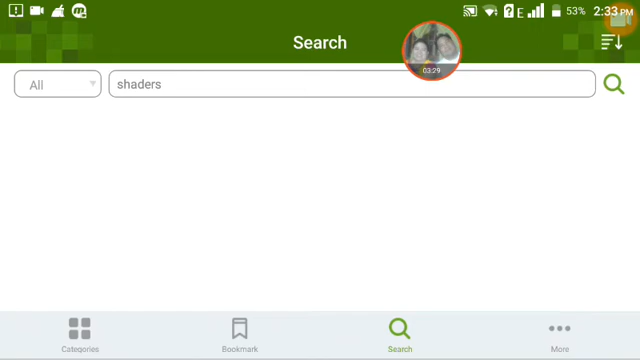 E 53% 2:33 PM
Search
03:29
All shaders
Categories Bookmark Search More